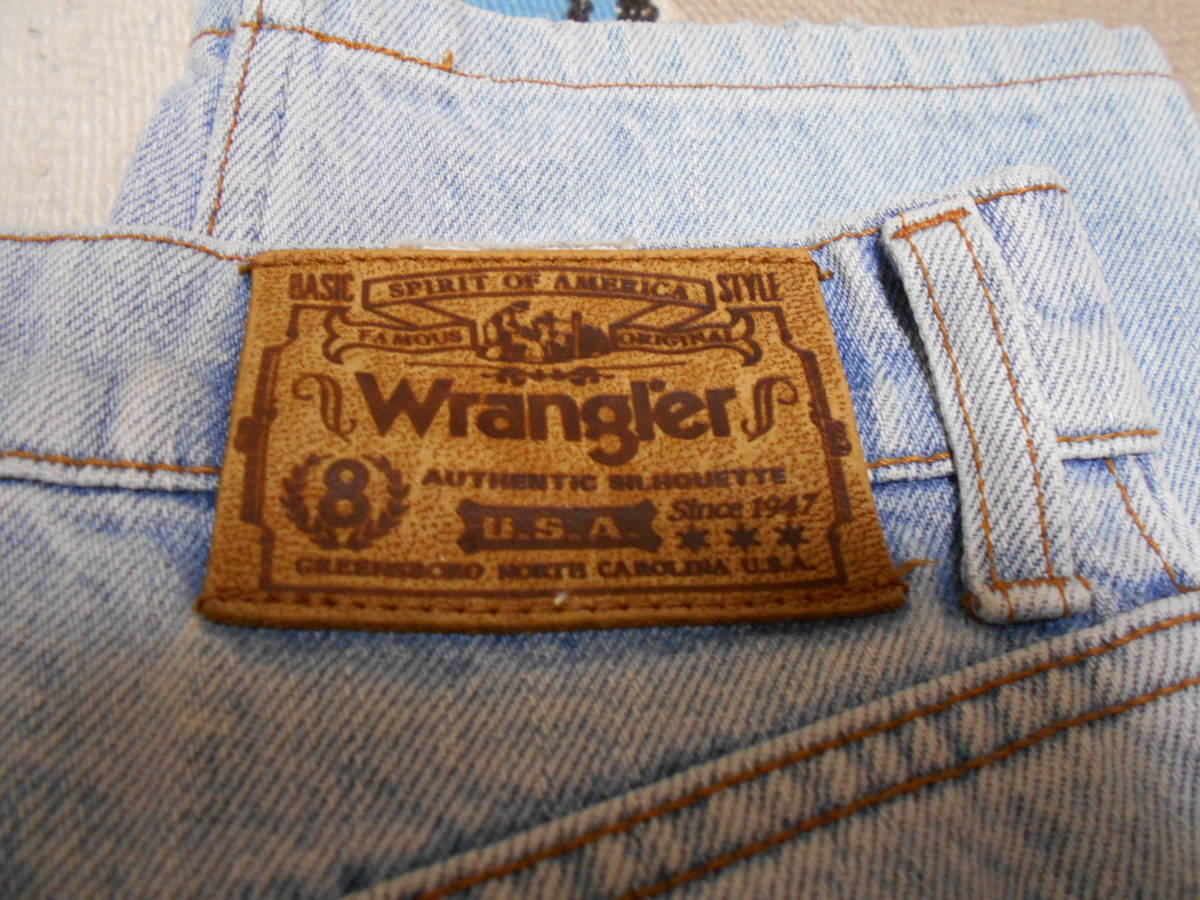 BASIC SPIRIT OF AMERICA STYLE
FAMOUS ORIGINAL
Wrangler
8 AUTHENTIC SILHOUETTE
U.S.A. Since 1947
GREENSBORO NORTH CAROLINA U.S.A.